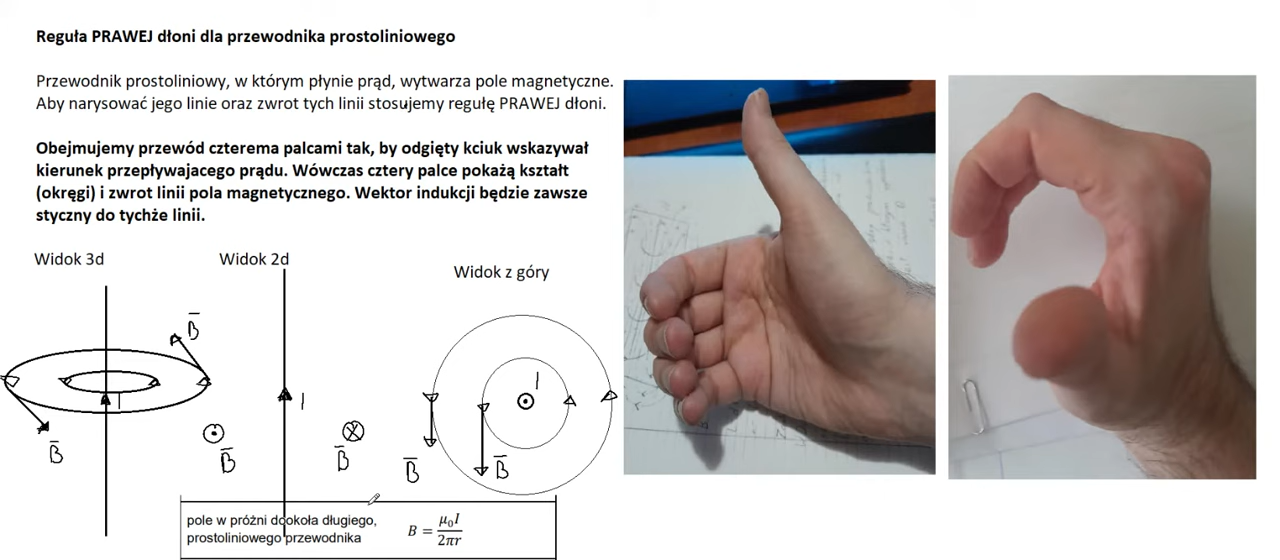 Reguła PRAWEJ dłoni dla przewodnika prostoliniowego
Przewodnik prostoliniowy, w którym płynie prąd, wytwarza pole magnetyczne.
Aby narysować jego linie oraz zwrot tych linii stosujemy regułę PRAWEJ dłoni.
Obejmujemy przewód czterema palcami tak, by odgięty kciuk wskazywał
kierunek przepływajacego prądu. Wówczas cztery palce pokażą kształt
(okręgi) i zwrot linii pola magnetycznego. Wektor indukcji będzie zawsze
styczny do tychże linii.
Widok 3d
Widok 2d
Widok z góry
B̅
I
B̅
I
B̅
B̅
I
B̅
B̅
pole w próżni dookoła długiego,
prostoliniowego przewodnika
B = μ₀I / 2πr